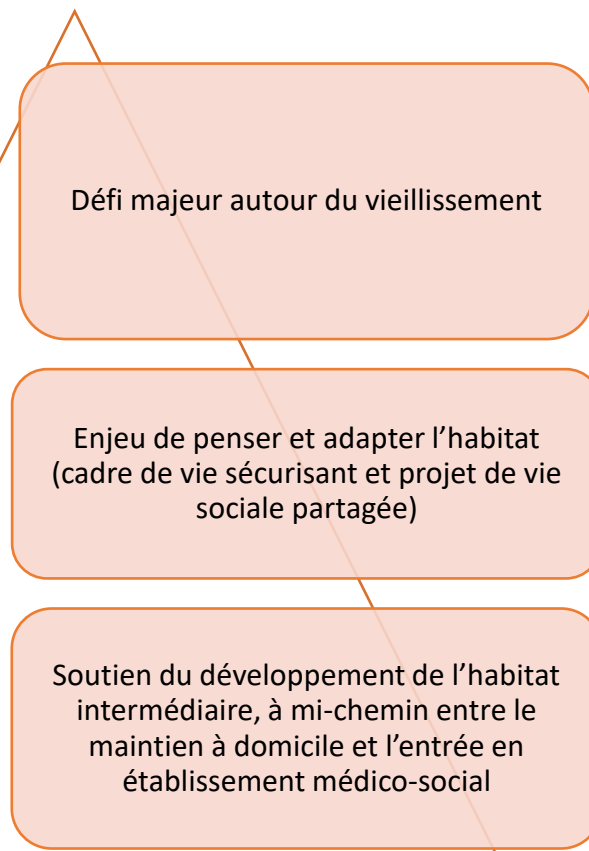 Défi majeur autour du vieillissement
Enjeu de penser et adapter l’habitat
(cadre de vie sécurisant et projet de vie
sociale partagée)
Soutien du développement de l’habitat
intermédiaire, à mi-chemin entre le
maintien à domicile et l’entrée en
établissement médico-social